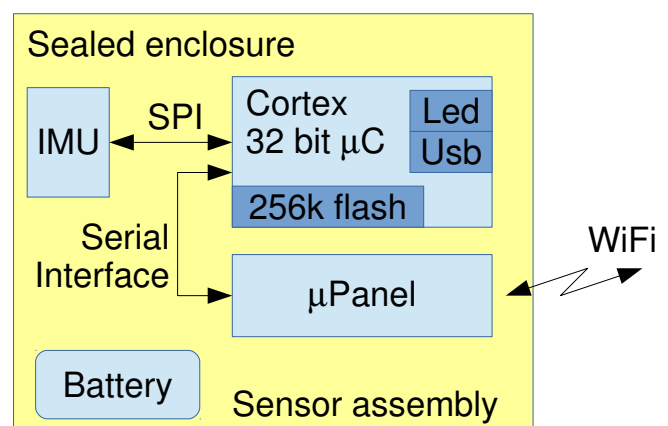 Sealed enclosure
IMU
SPI
Cortex
32 bit μC
Led
Usb
256k flash
Serial
Interface
μPanel
WiFi
Battery
Sensor assembly